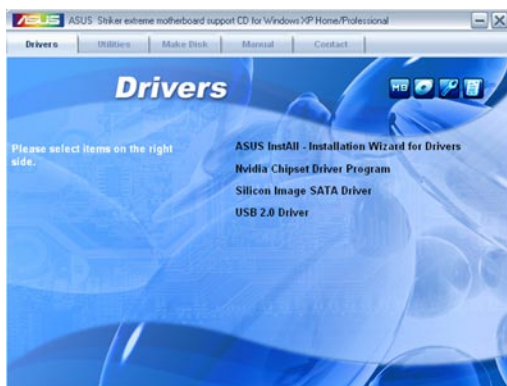 ASUS ASUS Striker extreme motherboard support CD for Windows XP Home/Professional
Drivers Utilities Make Disk Manual Contact
Drivers
MB
Please select items on the right
side.
ASUS InstAll - Installation Wizard for Drivers
Nvidia Chipset Driver Program
Silicon Image SATA Driver
USB 2.0 Driver